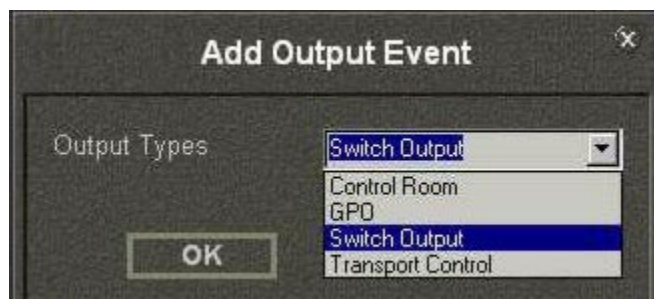 Add Output Event
Output Types
Switch Output
Control Room
GPO
Switch Output
Transport Control
OK